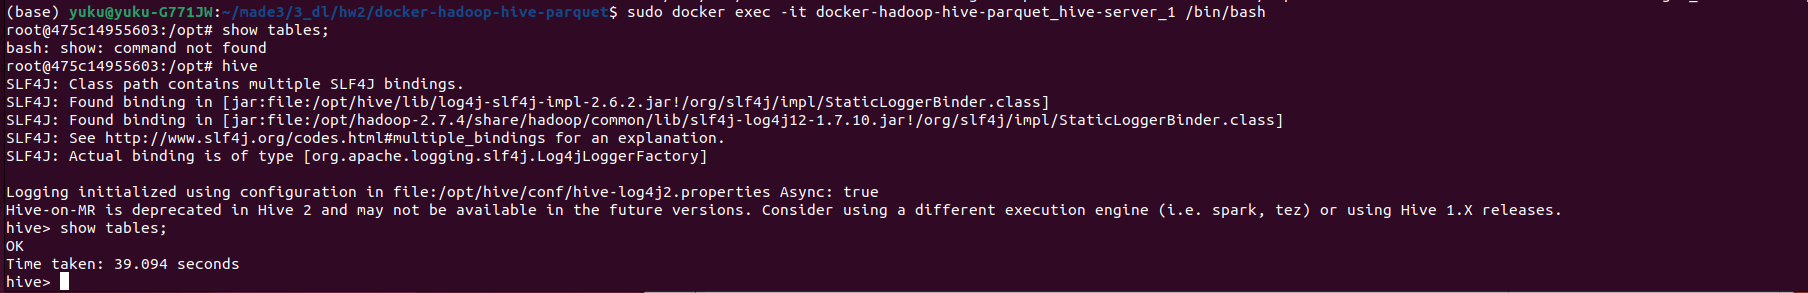 (base) yuku@yuku-G771JW:~/made3/3_dl/hw2/docker-hadoop-hive-parquet$ sudo docker exec -it docker-hadoop-hive-parquet_hive-server_1 /bin/bash
root@475c14955603:/opt# show tables;
bash: show: command not found
root@475c14955603:/opt# hive
SLF4J: Class path contains multiple SLF4J bindings.
SLF4J: Found binding in [jar:file:/opt/hive/lib/log4j-slf4j-impl-2.6.2.jar!/org/slf4j/impl/StaticLoggerBinder.class]
SLF4J: Found binding in [jar:file:/opt/hadoop-2.7.4/share/hadoop/common/lib/slf4j-log4j12-1.7.10.jar!/org/slf4j/impl/StaticLoggerBinder.class]
SLF4J: See http://www.slf4j.org/codes.html#multiple_bindings for an explanation.
SLF4J: Actual binding is of type [org.apache.logging.slf4j.Log4jLoggerFactory]

Logging initialized using configuration in file:/opt/hive/conf/hive-log4j2.properties Async: true
Hive-on-MR is deprecated in Hive 2 and may not be available in the future versions. Consider using a different execution engine (i.e. spark, tez) or using Hive 1.X releases.
hive> show tables;
OK
Time taken: 39.094 seconds
hive>